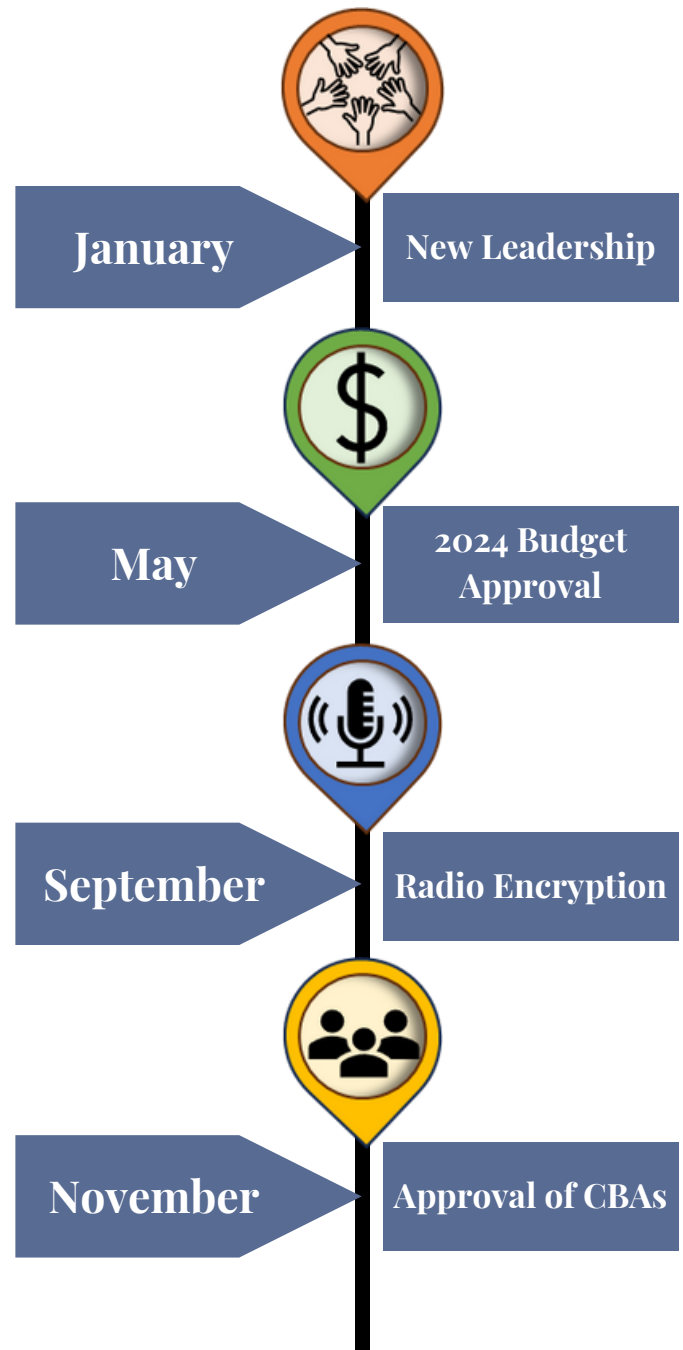 January
New Leadership
$
May
2024 Budget
Approval
September
Radio Encryption
November
Approval of CBAs